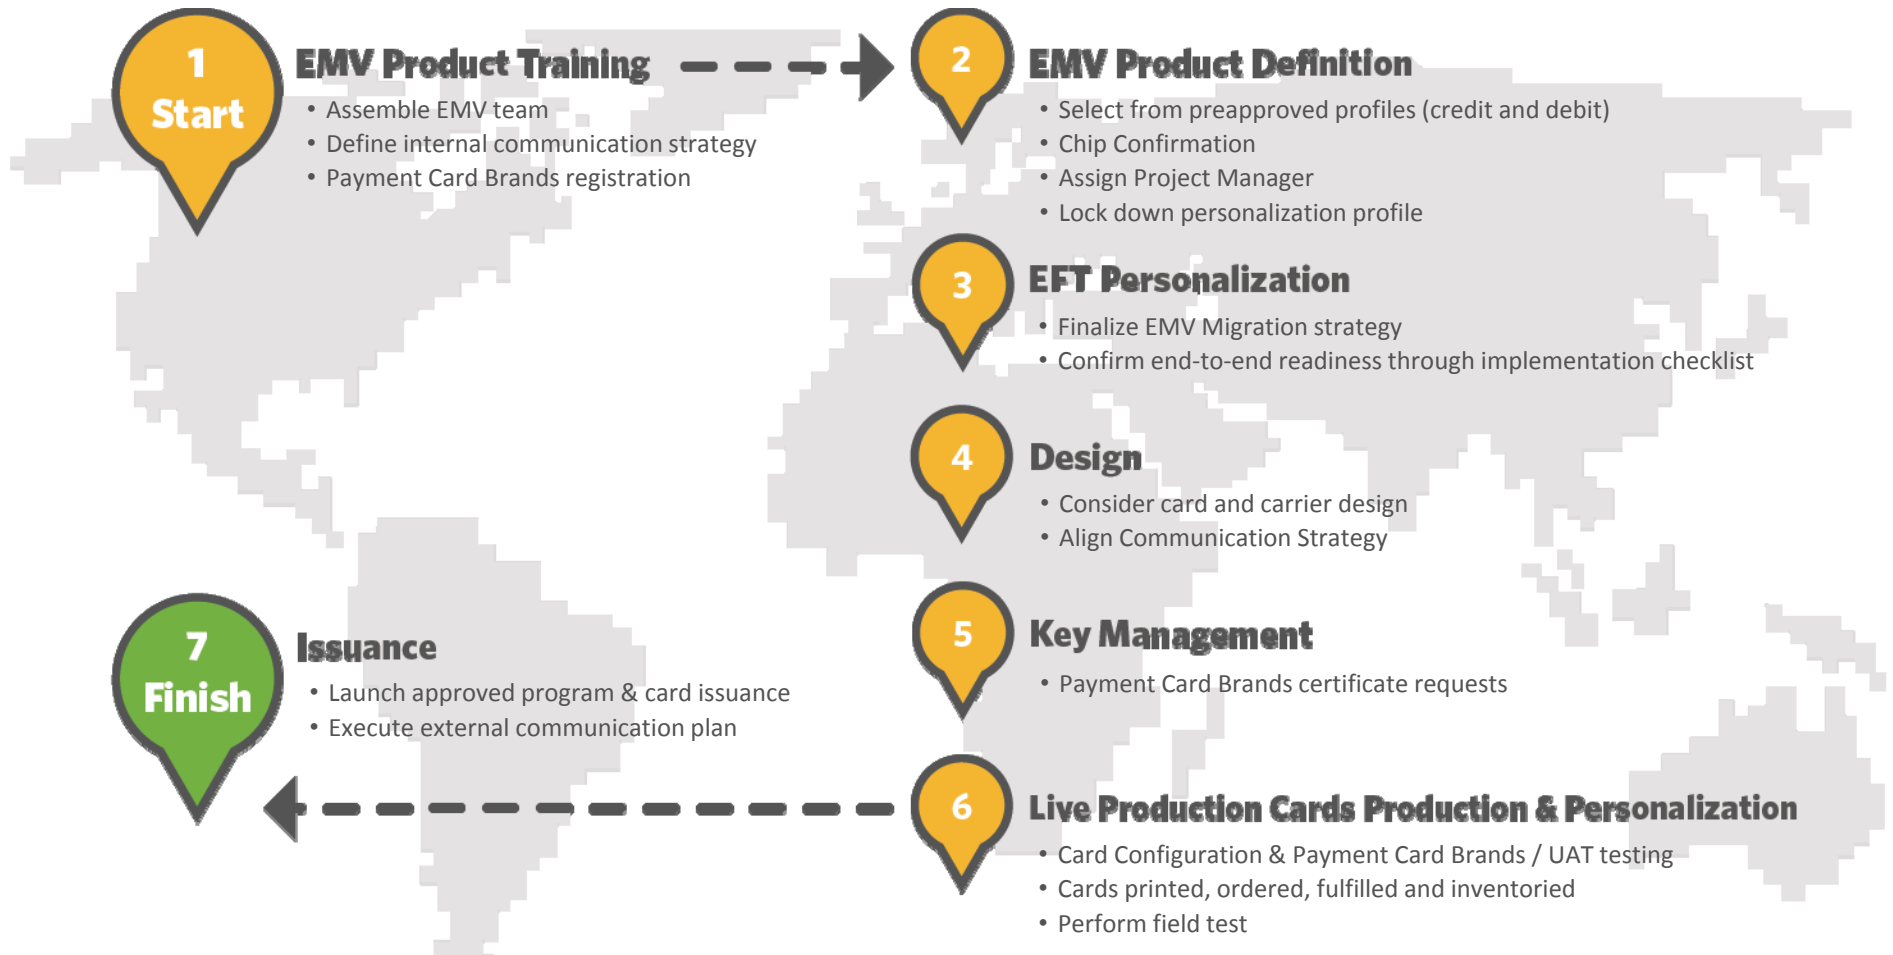 1
Start
EMV Product Training
• Assemble EMV team
• Define internal communication strategy
• Payment Card Brands registration
2
EMV Product Definition
• Select from preapproved profiles (credit and debit)
• Chip Confirmation
• Assign Project Manager
• Lock down personalization profile
3
EFT Personalization
• Finalize EMV Migration strategy
• Confirm end-to-end readiness through implementation checklist
4
Design
• Consider card and carrier design
• Align Communication Strategy
5
Key Management
• Payment Card Brands certificate requests
6
Live Production Cards Production & Personalization
• Card Configuration & Payment Card Brands / UAT testing
• Cards printed, ordered, fulfilled and inventoried
• Perform field test
7
Finish
Issuance
• Launch approved program & card issuance
• Execute external communication plan